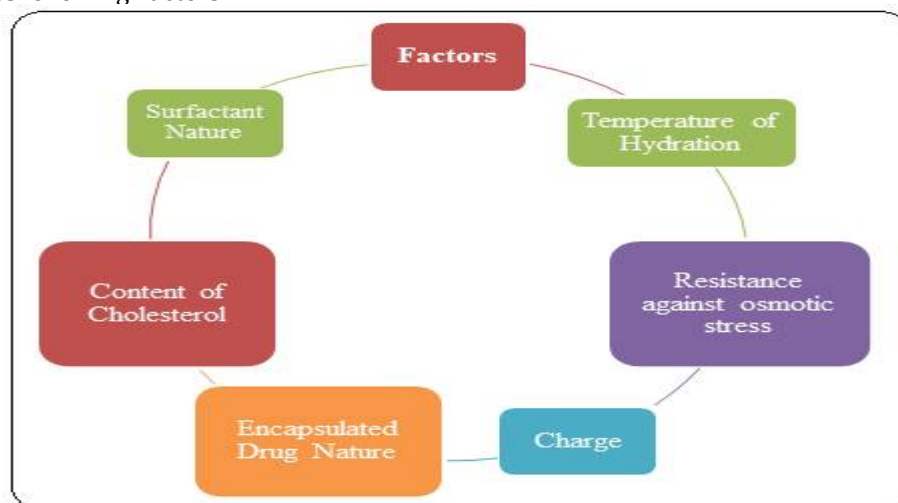 Factors
Temperature of
Hydration
Resistance
against osmotic
stress
Charge
Encapsulated
Drug Nature
Content of
Cholesterol
Surfactant
Nature